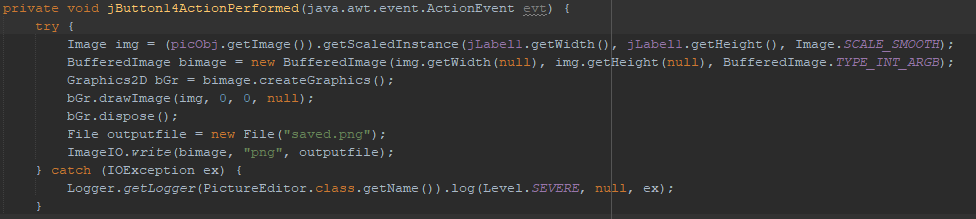 private void jButton14ActionPerformed(java.awt.event.ActionEvent evt) {
    try {
        Image img = (picObj.getImage()).getScaledInstance(jLabel1.getWidth(), jLabel1.getHeight(), Image.SCALE_SMOOTH);
        BufferedImage bimage = new BufferedImage(img.getWidth(null), img.getHeight(null), BufferedImage.TYPE_INT_ARGB);
        Graphics2D bGr = bimage.createGraphics();
        bGr.drawImage(img, 0, 0, null);
        bGr.dispose();
        File outputfile = new File("saved.png");
        ImageIO.write(bimage, "png", outputfile);
    } catch (IOException ex) {
        Logger.getLogger(PictureEditor.class.getName()).log(Level.SEVERE, null, ex);
    }